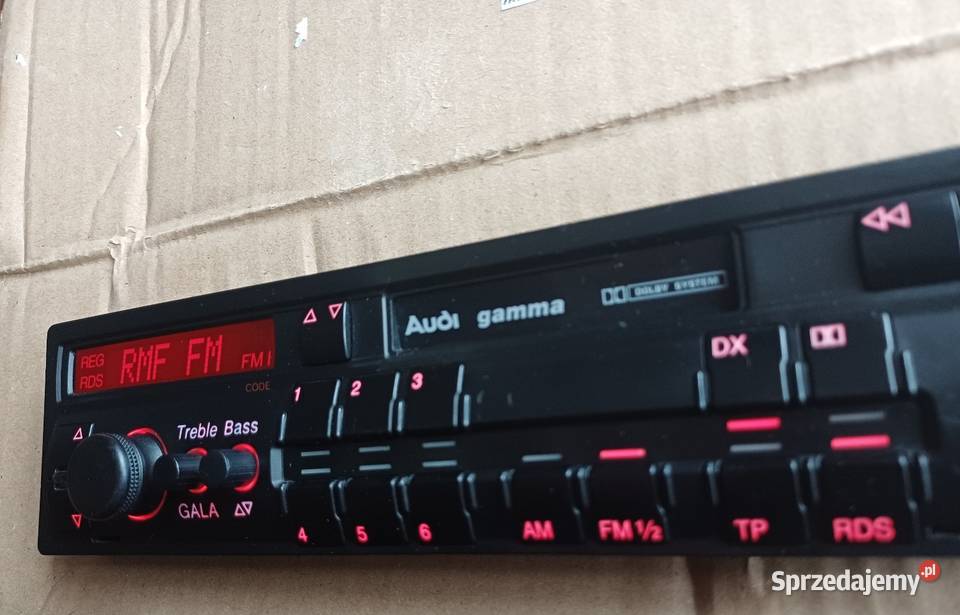 REG
RDS
RMF FM
FM I
CODE
Audi gamma
DOLBY SYSTEM
DX
1
2
3
Treble Bass
GALA
4
5
6
AM
FM 1/2
TP
RDS
Sprzedajemy.pl